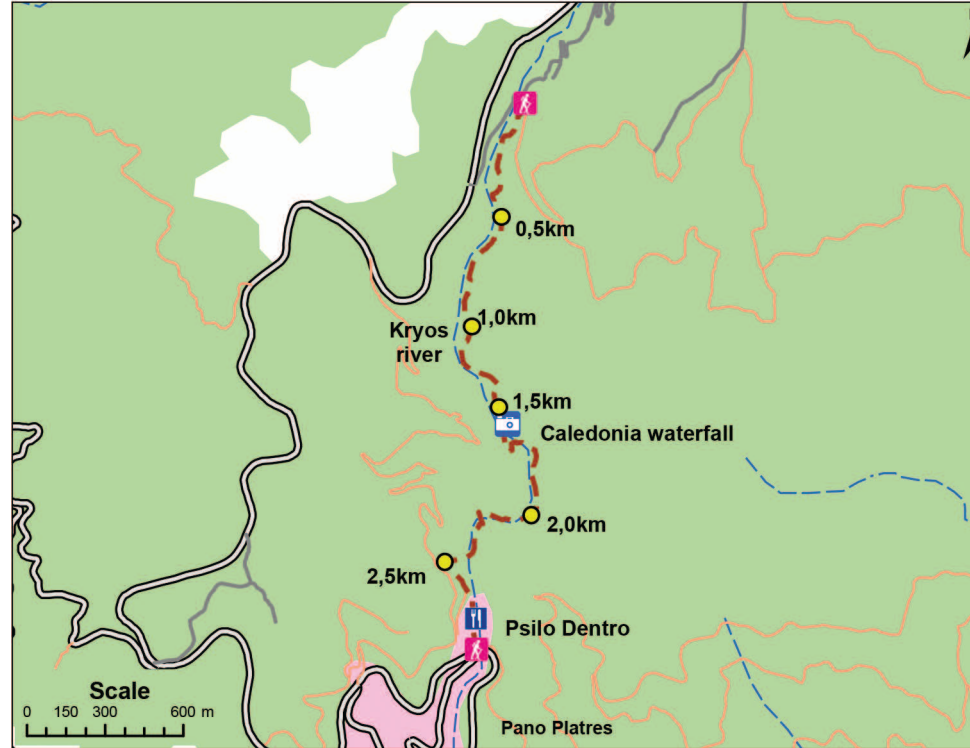 0,5km
1,0km
Kryos
river
1,5km
Caledonia waterfall
2,0km
2,5km
Psilo Dentro
Scale
0 150 300 600 m
Pano Platres